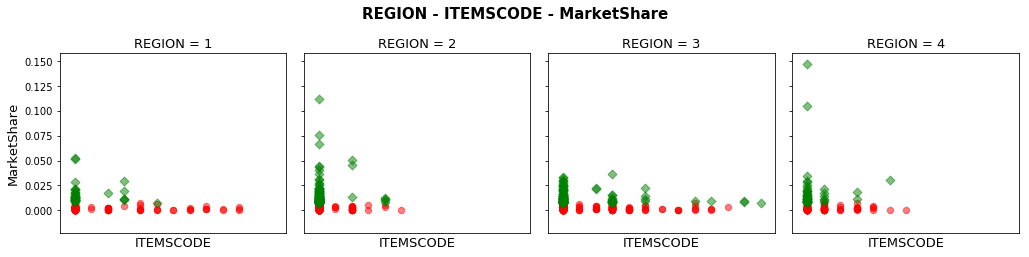 REGION - ITEMSCODE - MarketShare
REGION = 1
REGION = 2
REGION = 3
REGION = 4
MarketShare
0.150
0.125
0.100
0.075
0.050
0.025
0.000
ITEMSCODE
ITEMSCODE
ITEMSCODE
ITEMSCODE